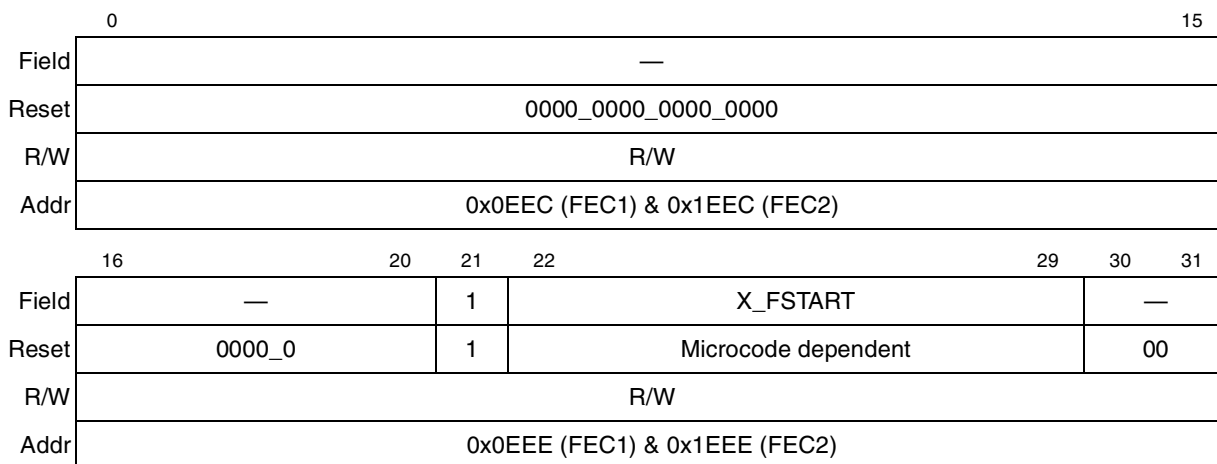 0 15
Field —
Reset 0000_0000_0000_0000
R/W R/W
Addr 0x0EEC (FEC1) & 0x1EEC (FEC2)
16 20 21 22 29 30 31
Field — 1 X_FSTART —
Reset 0000_0 1 Microcode dependent 00
R/W R/W
Addr 0x0EEE (FEC1) & 0x1EEE (FEC2)